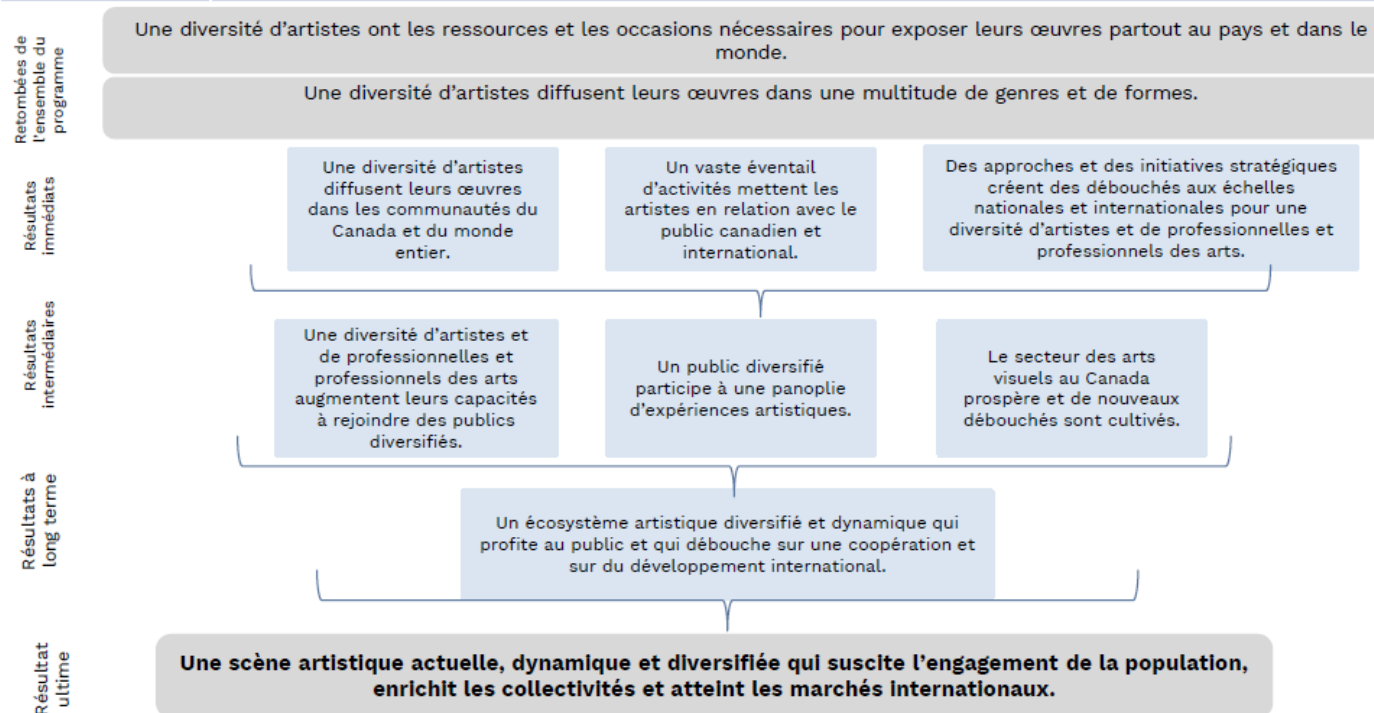 Retombées de
l'ensemble du
programme
Une diversité d'artistes ont les ressources et les occasions nécessaires pour exposer leurs œuvres partout au pays et dans le
monde.
Une diversité d'artistes diffusent leurs œuvres dans une multitude de genres et de formes.
Résultats
immédiats
Une diversité d'artistes
diffusent leurs œuvres
dans les communautés du
Canada et du monde
entier.
Un vaste éventail
d'activités mettent les
artistes en relation avec le
public canadien et
international.
Des approches et des initiatives stratégiques
créent des débouchés aux échelles
nationales et internationales pour une
diversité d'artistes et de professionnelles et
professionnels des arts.
Résultats
intermédiaires
Une diversité d'artistes et
de professionnelles et
professionnels des arts
augmentent leurs capacités
à rejoindre des publics
diversifiés.
Un public diversifié
participe à une panoplie
d'expériences artistiques.
Le secteur des arts
visuels au Canada
prospère et de nouveaux
débouchés sont cultivés.
Résultats à
long terme
Un écosystème artistique diversifié et dynamique qui
profite au public et qui débouche sur une coopération et
sur du développement international.
Résultat
ultime
Une scène artistique actuelle, dynamique et diversifiée qui suscite l'engagement de la population,
enrichit les collectivités et atteint les marchés internationaux.